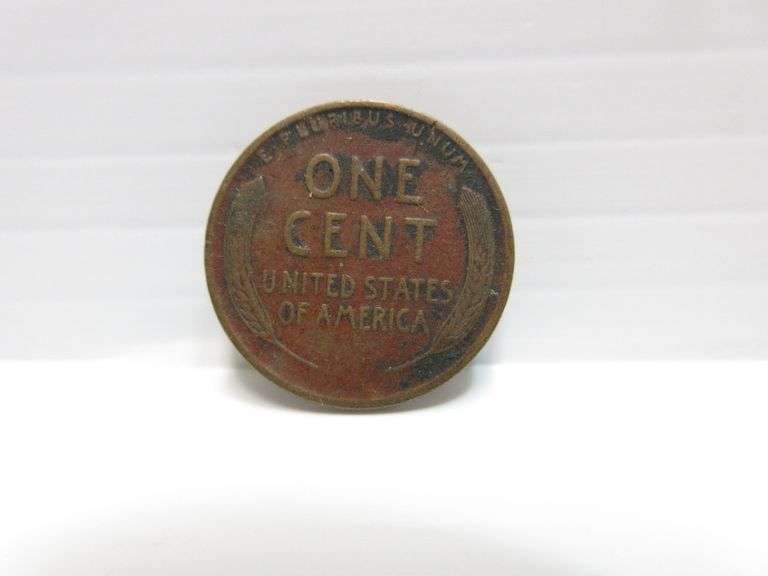 E·PLURIBUS·UNUM
ONE
CENT
UNITED STATES
OF AMERICA